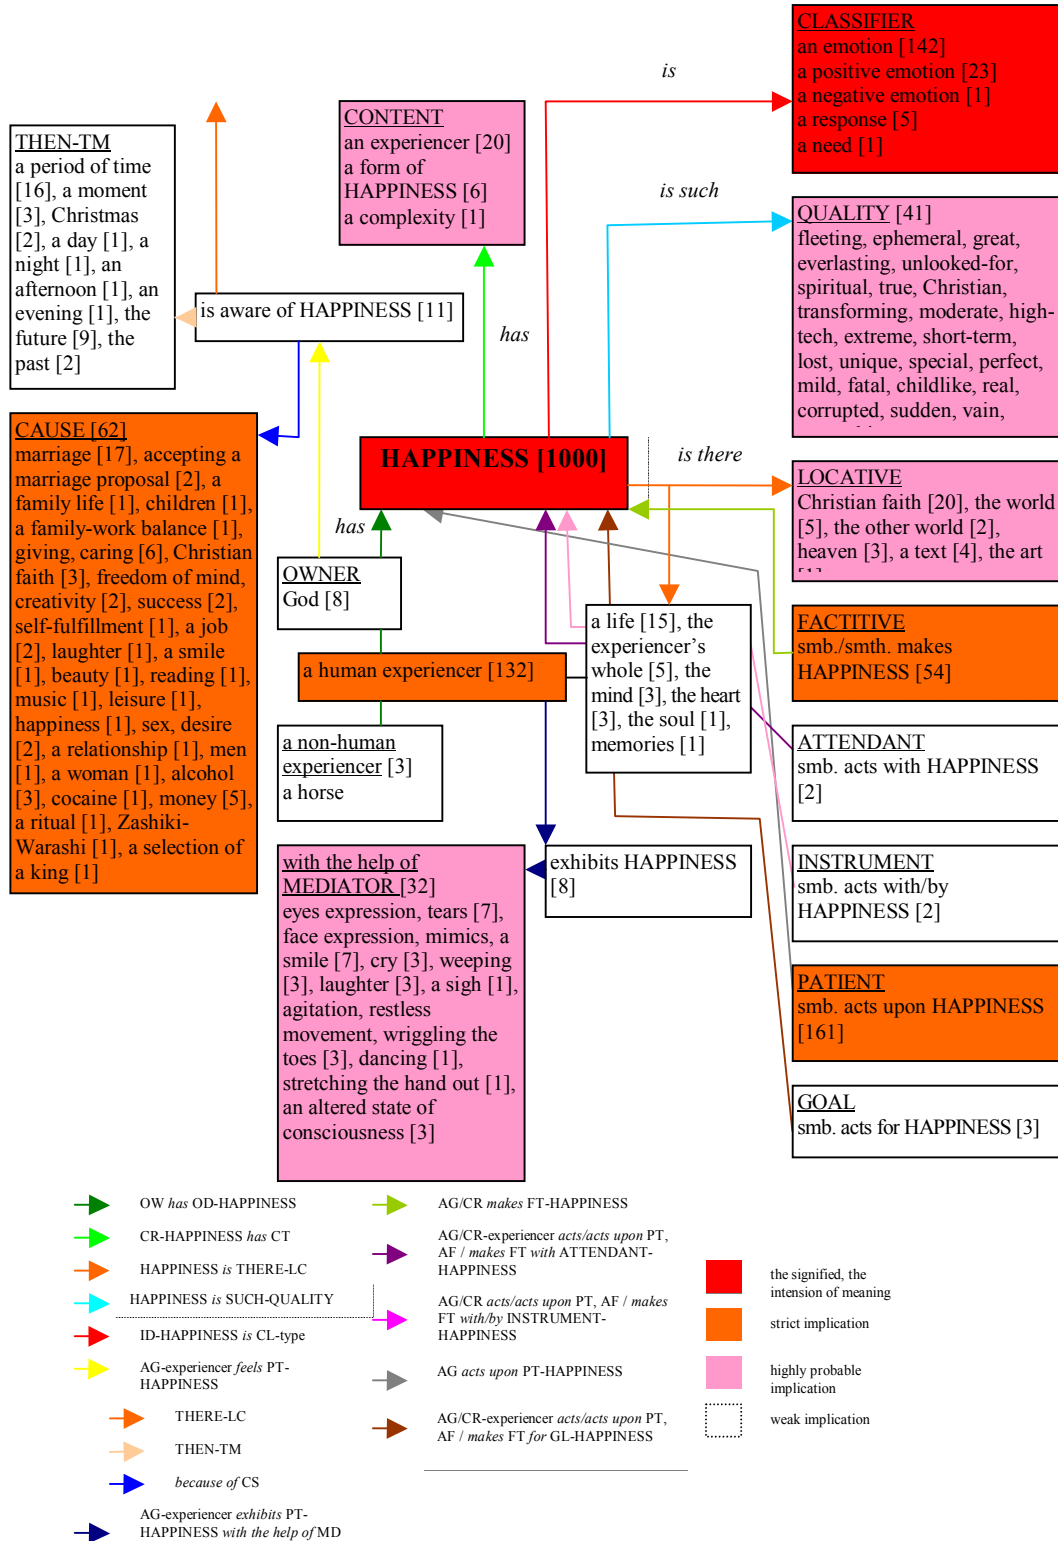 CLASSIFIER
an emotion [142]
a positive emotion [23]
a negative emotion [1]
a response [5]
a need [1]
is
CONTENT
an experiencer [20]
a form of
HAPPINESS [6]
a complexity [1]
THEN-TM
a period of time
[16], a moment
[3], Christmas
[2], a day [1], a
night [1], an
afternoon [1], an
evening [1], the
future [9], the
past [2]
is such
QUALITY [41]
fleeting, ephemeral, great,
everlasting, unlooked-for,
spiritual, true, Christian,
transforming, moderate, high-
tech, extreme, short-term,
lost, unique, special, perfect,
mild, fatal, childlike, real,
corrupted, sudden, vain,
is aware of HAPPINESS [11]
has
CAUSE [62]
marriage [17], accepting a
marriage proposal [2], a
family life [1], children [1],
a family-work balance [1],
giving, caring [6], Christian
faith [3], freedom of mind,
creativity [2], success [2],
self-fulfillment [1], a job
[2], laughter [1], a smile
[1], beauty [1], reading [1],
music [1], leisure [1],
happiness [1], sex, desire
[2], a relationship [1], men
[1], a woman [1], alcohol
[3], cocaine [1], money [5],
a ritual [1], Zashiki-
Warashi [1], a selection of
a king [1]
HAPPINESS [1000]
is there
LOCATIVE
Christian faith [20], the world
[5], the other world [2],
heaven [3], a text [4], the art
[1]
has
OWNER
God [8]
a human experiencer [132]
a non-human
experiencer [3]
a horse
a life [15], the
experiencer's
whole [5], the
mind [3], the heart
[3], the soul [1],
memories [1]
FACTITIVE
smb./smth. makes
HAPPINESS [54]
ATTENDANT
smb. acts with HAPPINESS
[2]
INSTRUMENT
smb. acts with/by
HAPPINESS [2]
PATIENT
smb. acts upon HAPPINESS
[161]
GOAL
smb. acts for HAPPINESS [3]
with the help of
MEDIATOR [32]
eyes expression, tears [7],
face expression, mimics, a
smile [7], cry [3], weeping
[3], laughter [3], a sigh [1],
agitation, restless
movement, wriggling the
toes [3], dancing [1],
stretching the hand out [1],
an altered state of
consciousness [3]
exhibits HAPPINESS
[8]
OW has OD-HAPPINESS
CR-HAPPINESS has CT
HAPPINESS is THERE-LC
HAPPINESS is SUCH-QUALITY
ID-HAPPINESS is CL-type
AG-experiencer feels PT-
HAPPINESS
THERE-LC
THEN-TM
because of CS
AG-experiencer exhibits PT-
HAPPINESS with the help of MD
AG/CR makes FT-HAPPINESS
AG/CR-experiencer acts/acts upon PT,
AF / makes FT with ATTENDANT-
HAPPINESS
AG/CR acts/acts upon PT, AF / makes
FT with/by INSTRUMENT-
HAPPINESS
AG acts upon PT-HAPPINESS
AG/CR-experiencer acts/acts upon PT,
AF / makes FT for GL-HAPPINESS
the signified, the
intension of meaning
strict implication
highly probable
implication
weak implication